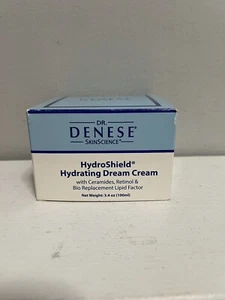 DR.
DENESE®
SKINSCIENCE®
HydroShield®
Hydrating Dream Cream
with Ceramides, Retinol &
Bio Replacement Lipid Factor
Net Weight: 3.4 oz (100ml)